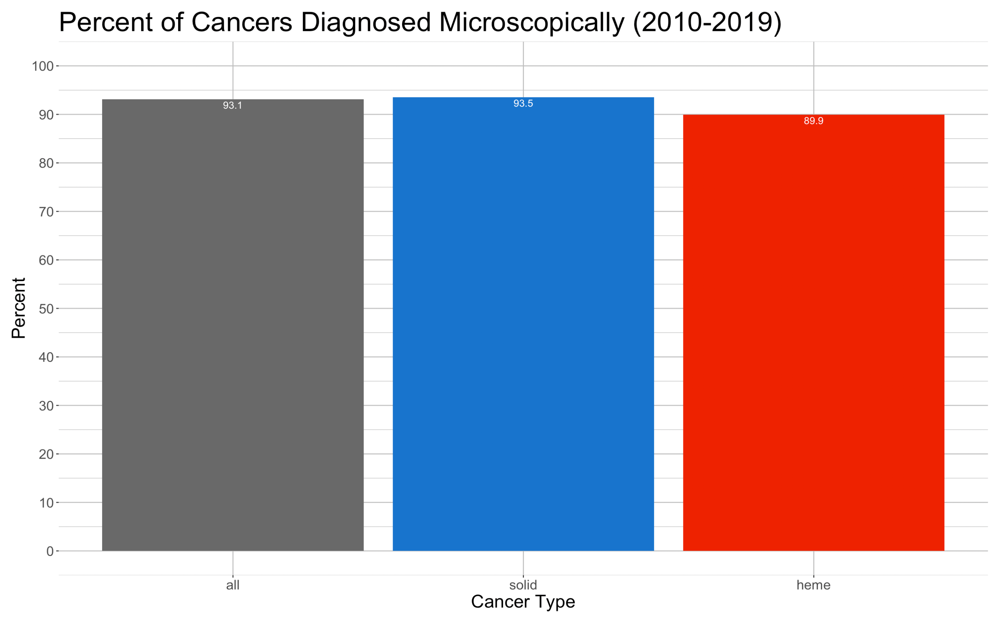 Percent of Cancers Diagnosed Microscopically (2010-2019)
100
90
80
70
60
50
40
30
20
10
0
Percent
93.1
93.5
89.9
all
solid
heme
Cancer Type